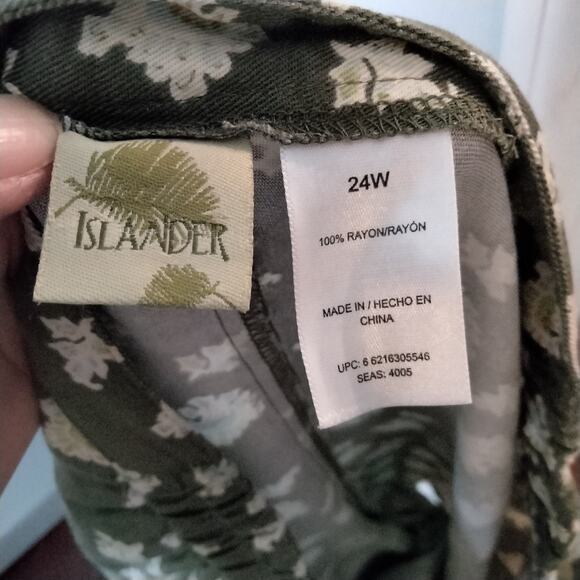 ISLANDER
24W
100% RAYON/RAYÓN
MADE IN / HECHO EN
CHINA
UPC: 6 6216305546
SEAS: 4005